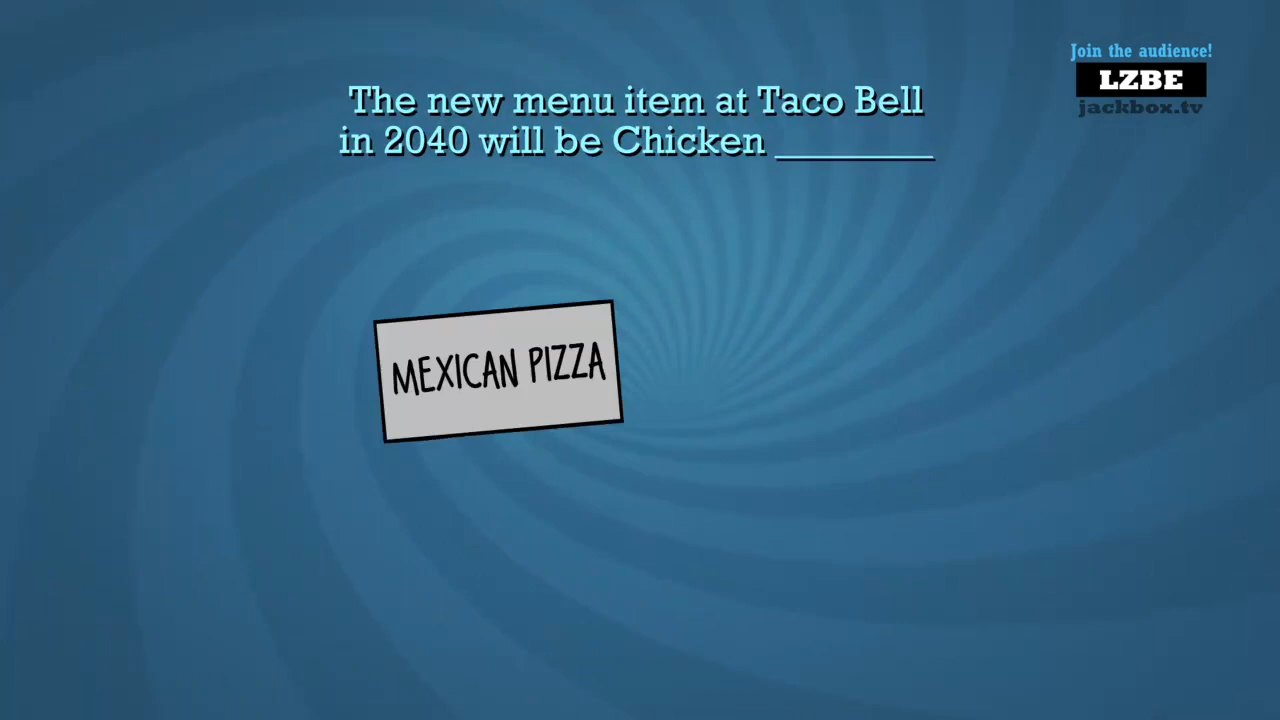 Join the audience!
LZBE
jackbox.tv
The new menu item at Taco Bell
in 2040 will be Chicken ________
MEXICAN PIZZA